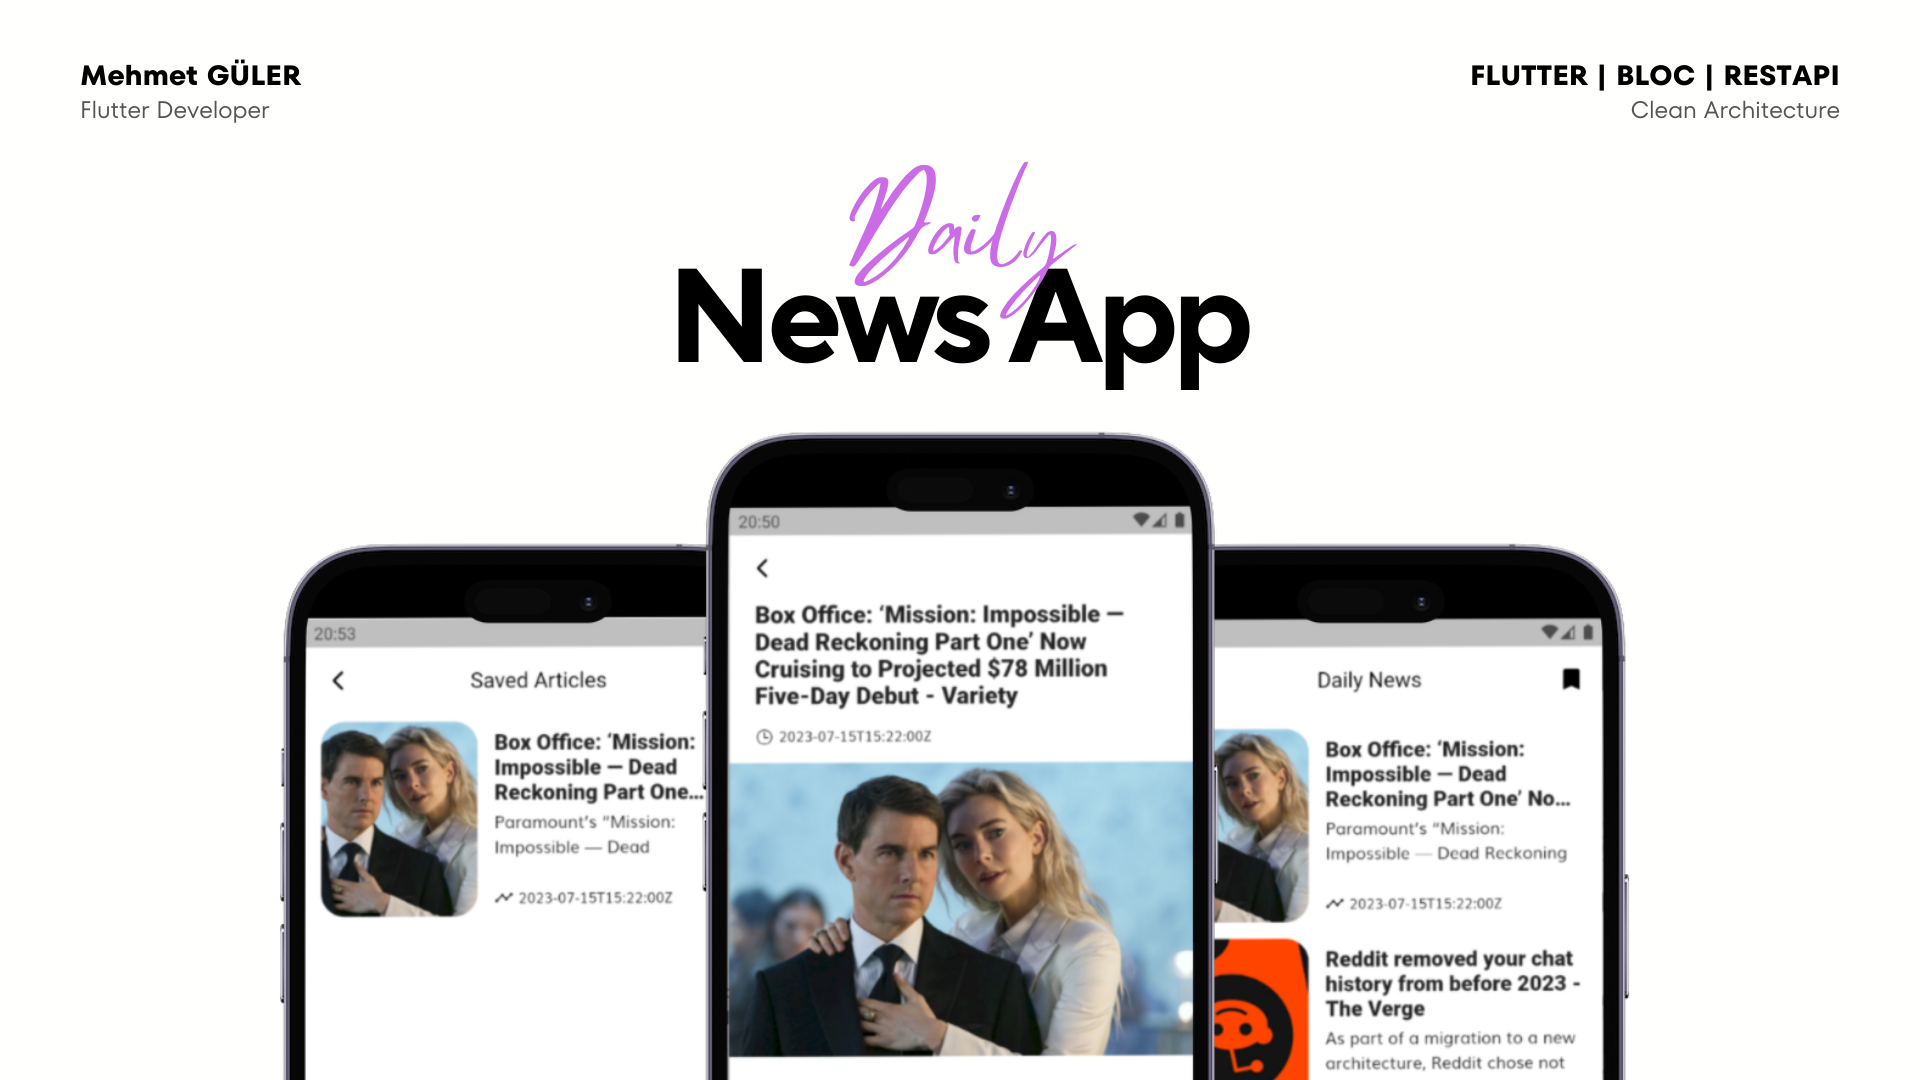 Mehmet GÜLER
Flutter Developer
FLUTTER | BLOC | RESTAPI
Clean Architecture
Daily
News App
20:53
Saved Articles
Box Office: ‘Mission:
Impossible — Dead
Reckoning Part One...
Paramount’s “Mission:
Impossible — Dead
2023-07-15T15:22:00Z
20:50
Box Office: ‘Mission: Impossible —
Dead Reckoning Part One’ Now
Cruising to Projected $78 Million
Five-Day Debut - Variety
2023-07-15T15:22:00Z
Daily News
Box Office: ‘Mission:
Impossible — Dead
Reckoning Part One’ No...
Paramount’s “Mission:
Impossible — Dead Reckoning
2023-07-15T15:22:00Z
Reddit removed your chat
history from before 2023 -
The Verge
As part of a migration to a new
architecture, Reddit chose not